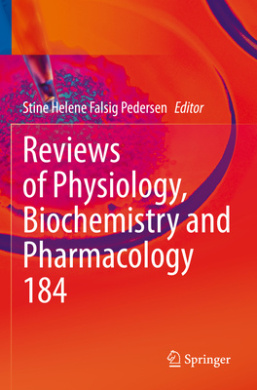 Stine Helene Falsig Pedersen Editor
Reviews
of Physiology,
Biochemistry and
Pharmacology
184
Springer